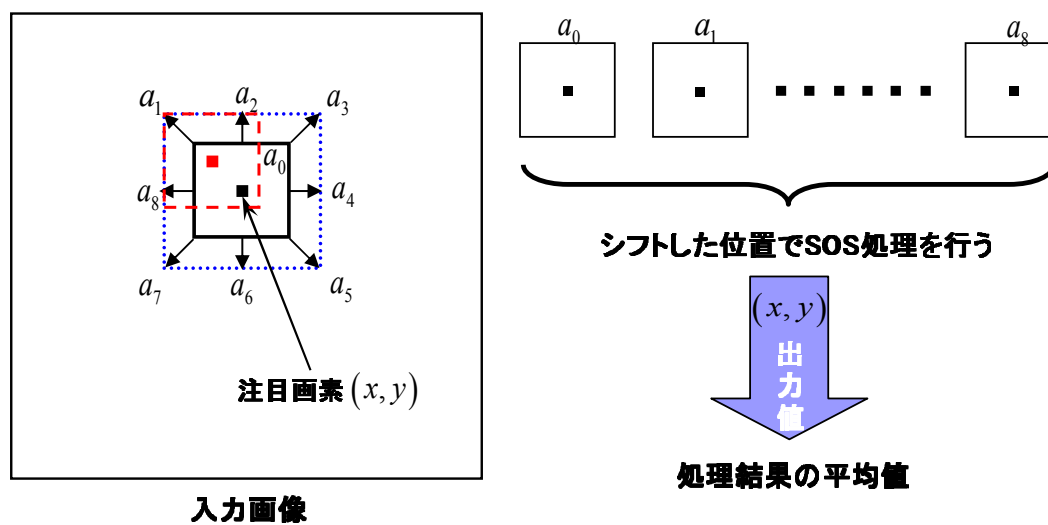 a₁ a₂ a₃
a₀
a₈ a₄
a₇ a₆ a₅
注目画素 (x, y)
入力画像
a₀ a₁ a₈
シフトした位置でSOS処理を行う
(x, y)
出力値
処理結果の平均値